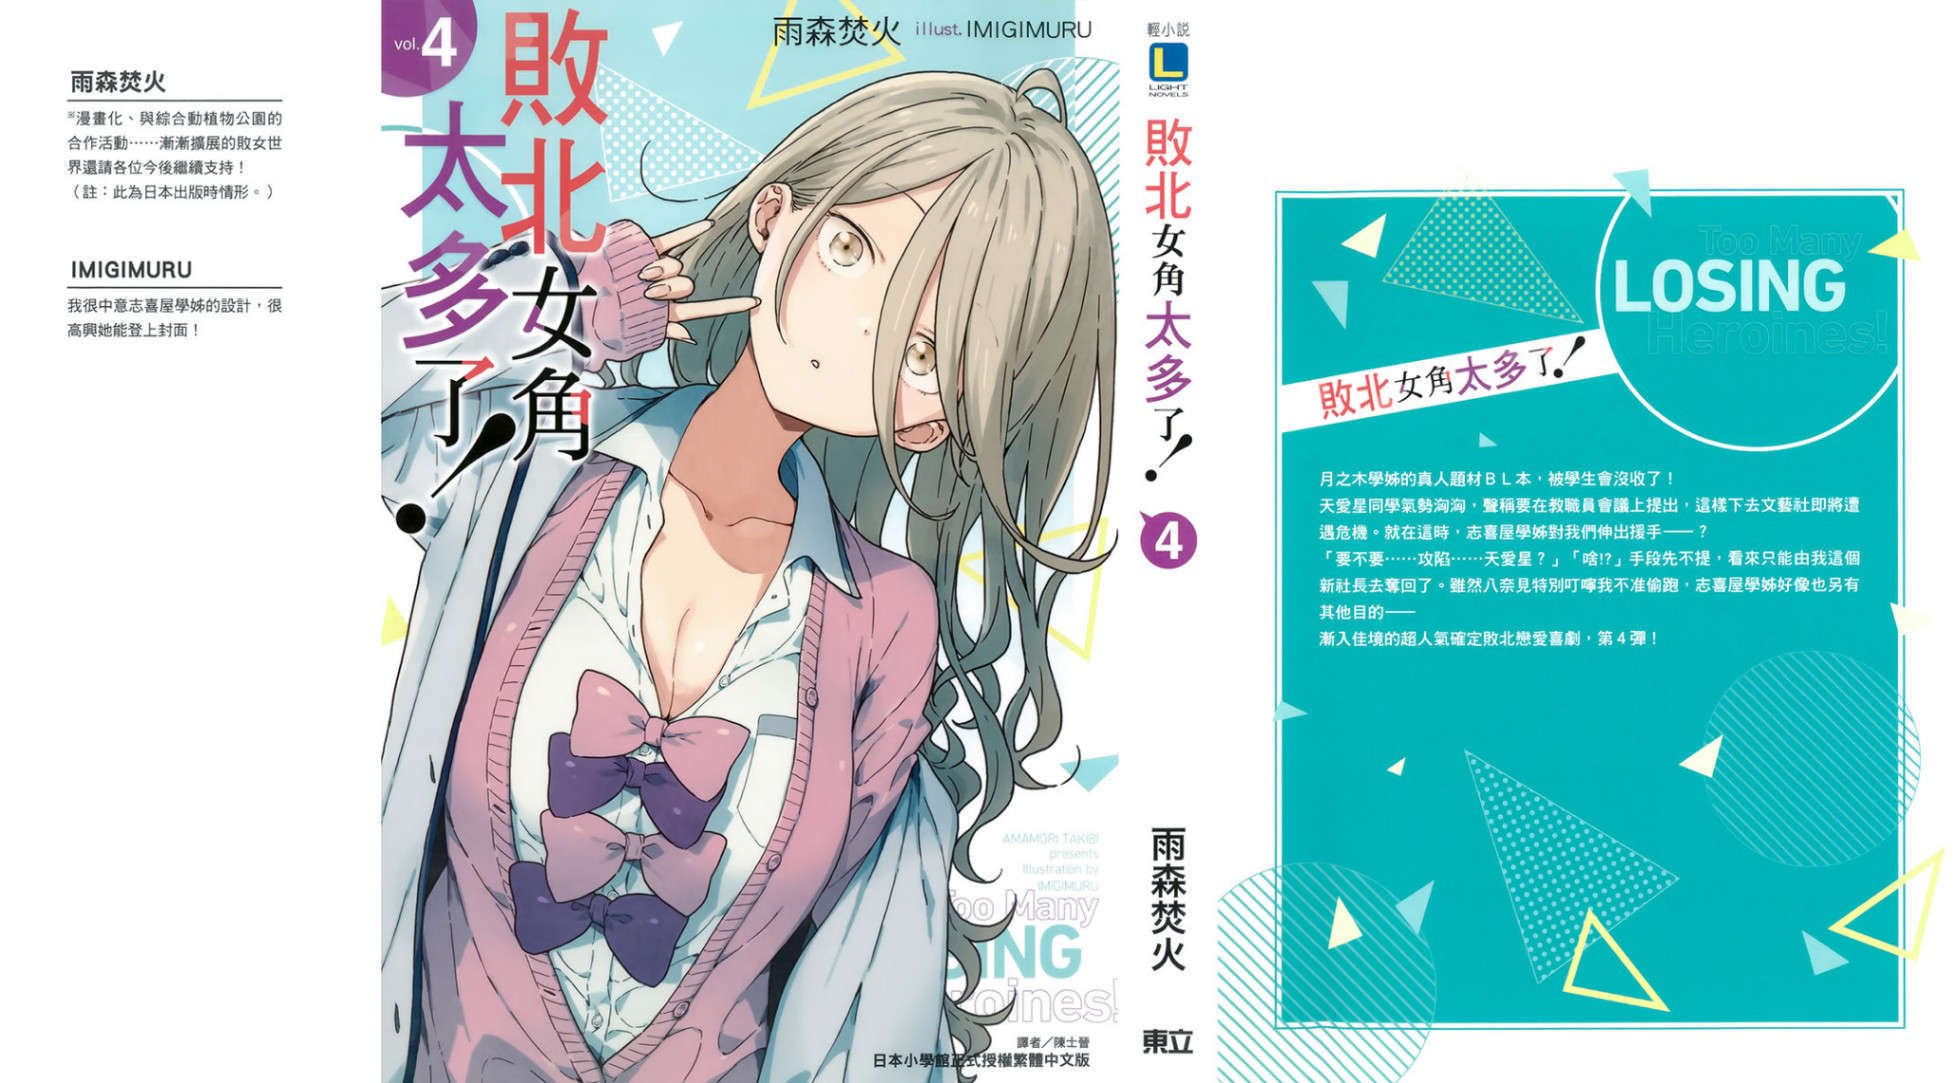 雨森焚火
※漫畫化、與綜合動植物公園的
合作活動⋯⋯漸漸擴展的敗女世
界還請各位今後繼續支持！
（註：此為日本出版時情形。）
IMIGIMURU
我很中意志喜屋學姊的設計，很
高興她能登上封面！
vol.4
敗北女角
太多了！
雨森焚火 illust. IMIGIMURU
AMAMORI TAKIBI
presents
Illustration by
IMIGIMURU
Too Many
SING
roines!
譯者／陳士晉
日本小學館正式授權繁體中文版
輕小說
L
LIGHT
NOVELS
敗北女角太多了！
4
雨森焚火
東立
Too Many
LOSING
Heroines!
敗北女角太多了！
月之木學姊的真人題材ＢＬ本，被學生會沒收了！
天愛星同學氣勢洶洶，聲稱要在教職員會議上提出，這樣下去文藝社即將遭
遇危機。就在這時，志喜屋學姊對我們伸出援手——？
「要不要⋯⋯攻陷⋯⋯天愛星？」「啥!?」手段先不提，看來只能由我這個
新社長去奪回了。雖然八奈見特別叮嚀我不准偷跑，志喜屋學姊好像也另有
其他目的——
漸入佳境的超人氣確定敗北戀愛喜劇，第４彈！